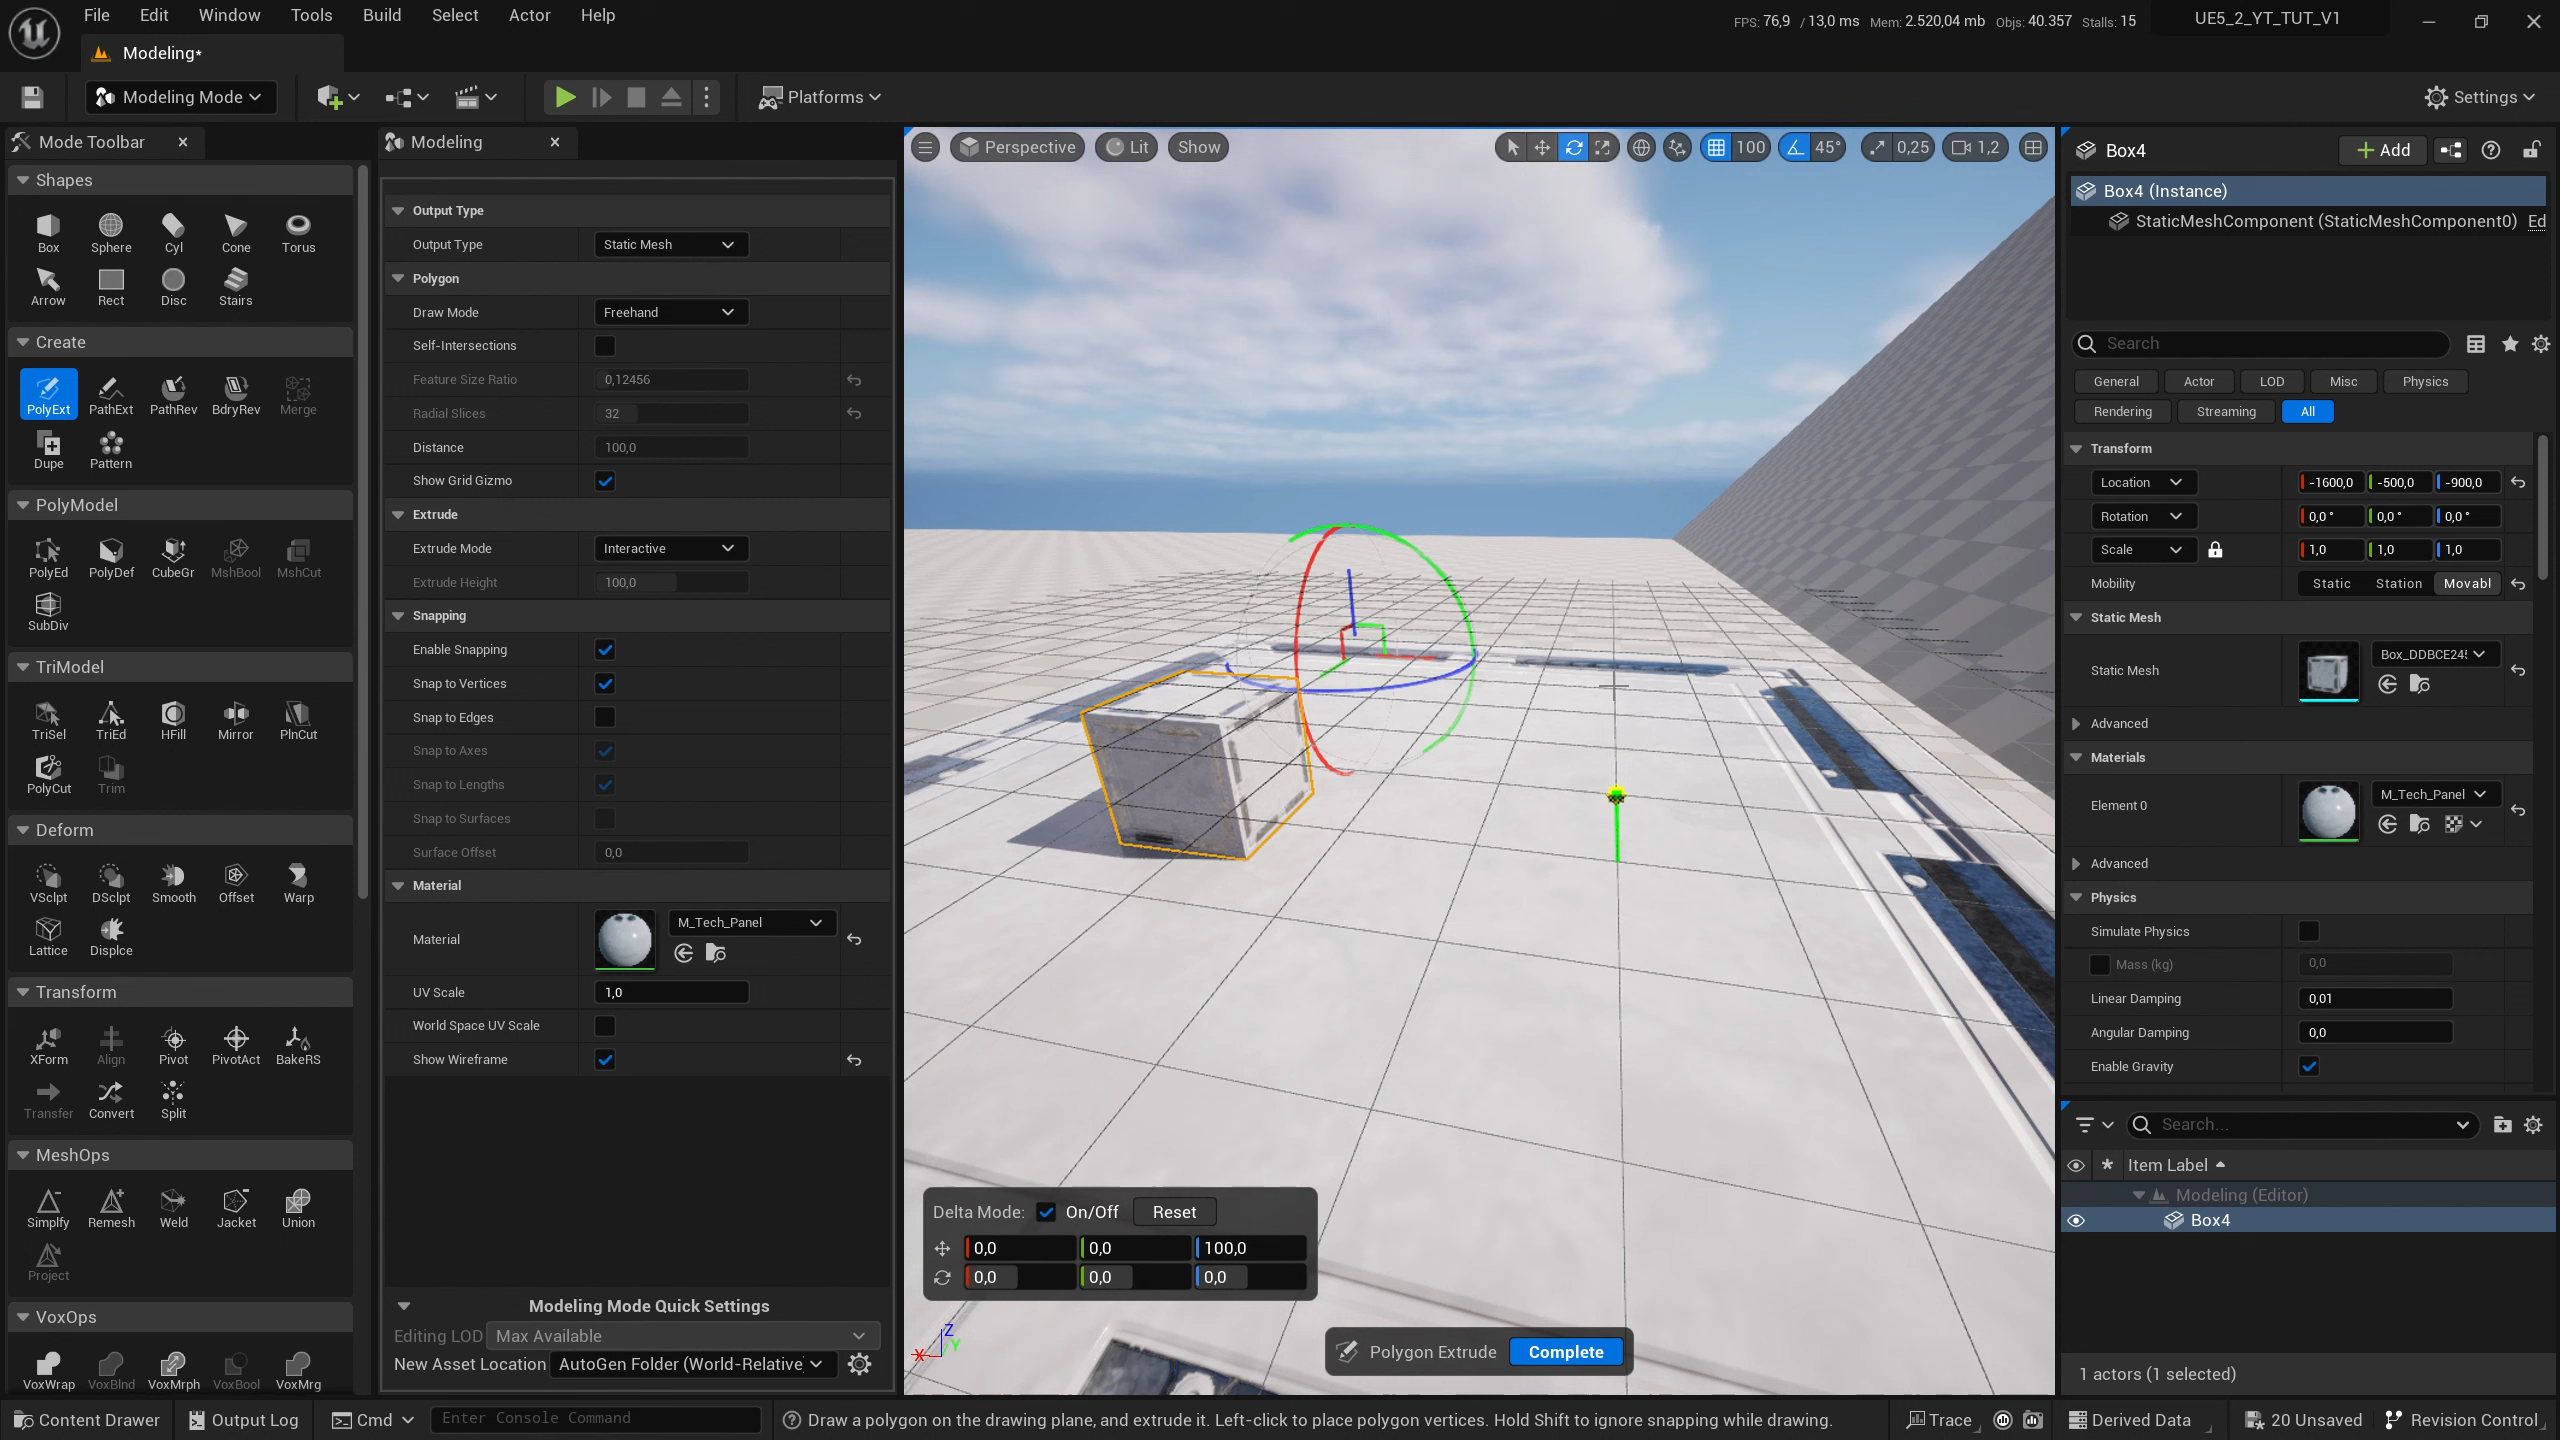 File Edit Window Tools Build Select Actor Help
FPS: 76,9 / 13,0 ms Mem: 2.520,04 mb Objs: 40.357 Stalls: 15
UE5_2_YT_TUT_V1
Modeling*
Modeling Mode
Platforms
Settings
Mode Toolbar
Shapes
Box Sphere Cyl Cone Torus
Arrow Rect Disc Stairs
Create
PolyExt PathExt PathRev BdryRev Merge
Dupe Pattern
PolyModel
PolyEd PolyDef CubeGr MshBool MshCut
SubDiv
TriModel
TriSel TriEd HFill Mirror PlnCut
PolyCut Trim
Deform
VSclpt DSclpt Smooth Offset Warp
Lattice Displce
Transform
XForm Align Pivot PivotAct BakeRS
Transfer Convert Split
MeshOps
Simplfy Remesh Weld Jacket Union
Project
VoxOps
VoxWrap VoxBlnd VoxMrph VoxBool VoxMrg
Modeling
Output Type
Output Type Static Mesh
Polygon
Draw Mode Freehand
Self-Intersections
Feature Size Ratio 0,12456
Radial Slices 32
Distance 100,0
Show Grid Gizmo
Extrude
Extrude Mode Interactive
Extrude Height 100,0
Snapping
Enable Snapping
Snap to Vertices
Snap to Edges
Snap to Axes
Snap to Lengths
Snap to Surfaces
Surface Offset 0,0
Material
Material M_Tech_Panel
UV Scale 1,0
World Space UV Scale
Show Wireframe
Modeling Mode Quick Settings
Editing LOD Max Available
New Asset Location AutoGen Folder (World-Relative)
Perspective Lit Show
100 45° 0,25 1,2
Delta Mode: On/Off Reset
0,0 0,0 100,0
0,0 0,0 0,0
Z
X Y
Polygon Extrude Complete
Box4
Add
Box4 (Instance)
StaticMeshComponent (StaticMeshComponent0) Ed
Search
General Actor LOD Misc Physics
Rendering Streaming All
Transform
Location -1600,0 -500,0 -900,0
Rotation 0,0 ° 0,0 ° 0,0 °
Scale 1,0 1,0 1,0
Mobility Static Station Movabl
Static Mesh
Static Mesh Box_DDBCE24
Advanced
Materials
Element 0 M_Tech_Panel
Advanced
Physics
Simulate Physics
Mass (kg) 0,0
Linear Damping 0,01
Angular Damping 0,0
Enable Gravity
Search...
Item Label
Modeling (Editor)
Box4
1 actors (1 selected)
Content Drawer Output Log Cmd Enter Console Command Draw a polygon on the drawing plane, and extrude it. Left-click to place polygon vertices. Hold Shift to ignore snapping while drawing. Trace Derived Data 20 Unsaved Revision Control